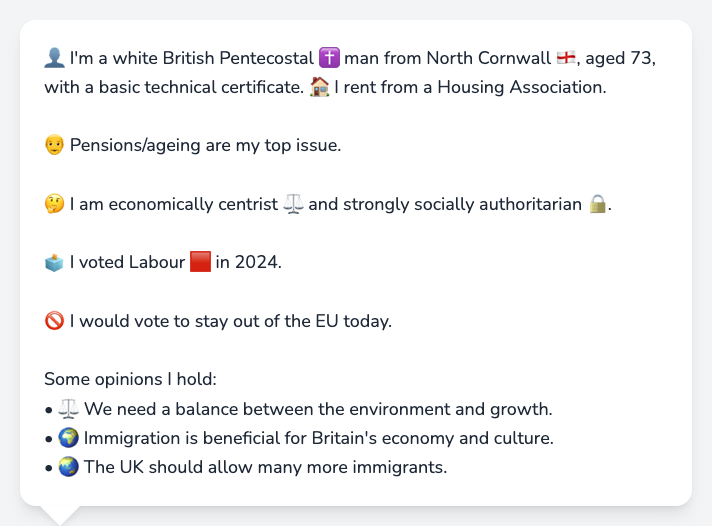 👤 I'm a white British Pentecostal ✝️ man from North Cornwall 🏴󠁧󠁢󠁥󠁮󠁧󠁿, aged 73,
with a basic technical certificate. 🏠 I rent from a Housing Association.
👴 Pensions/ageing are my top issue.
🤔 I am economically centrist ⚖️ and strongly socially authoritarian 🔒.
🗳️ I voted Labour 🟥 in 2024.
🚫 I would vote to stay out of the EU today.
Some opinions I hold:
• ⚖️ We need a balance between the environment and growth.
• 🌍 Immigration is beneficial for Britain's economy and culture.
• 🌏 The UK should allow many more immigrants.